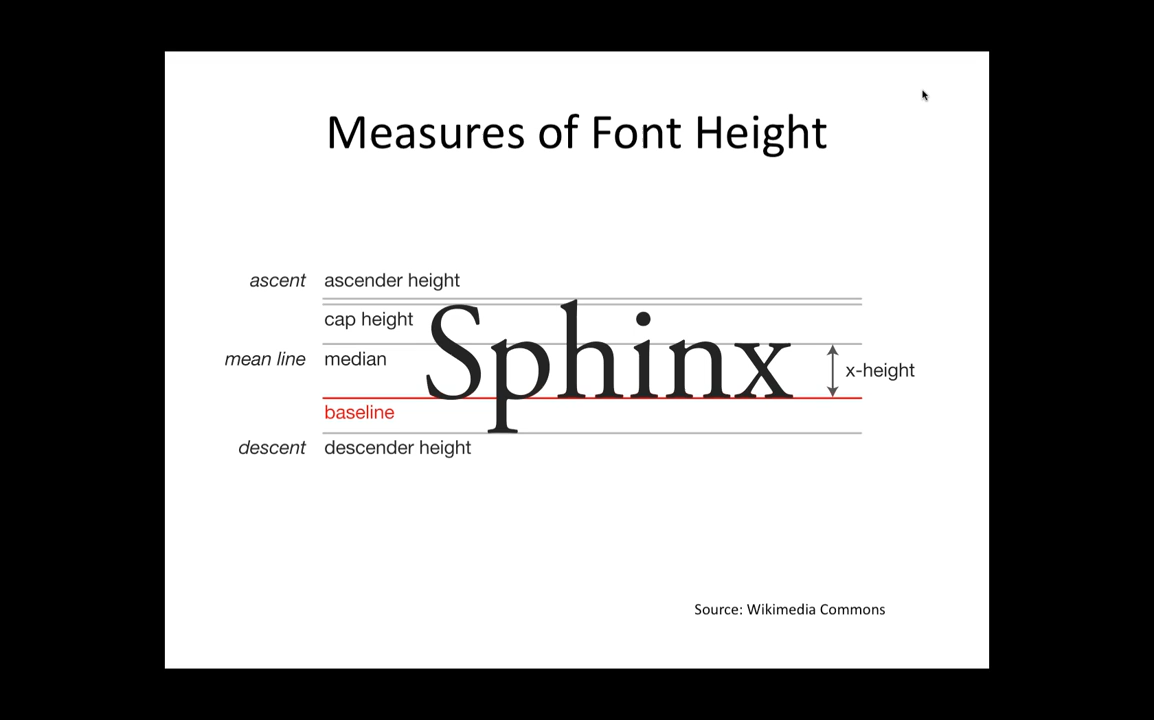 Measures of Font Height
ascent ascender height
cap height
Sphinx
mean line median
x-height
baseline
descent descender height
Source: Wikimedia Commons